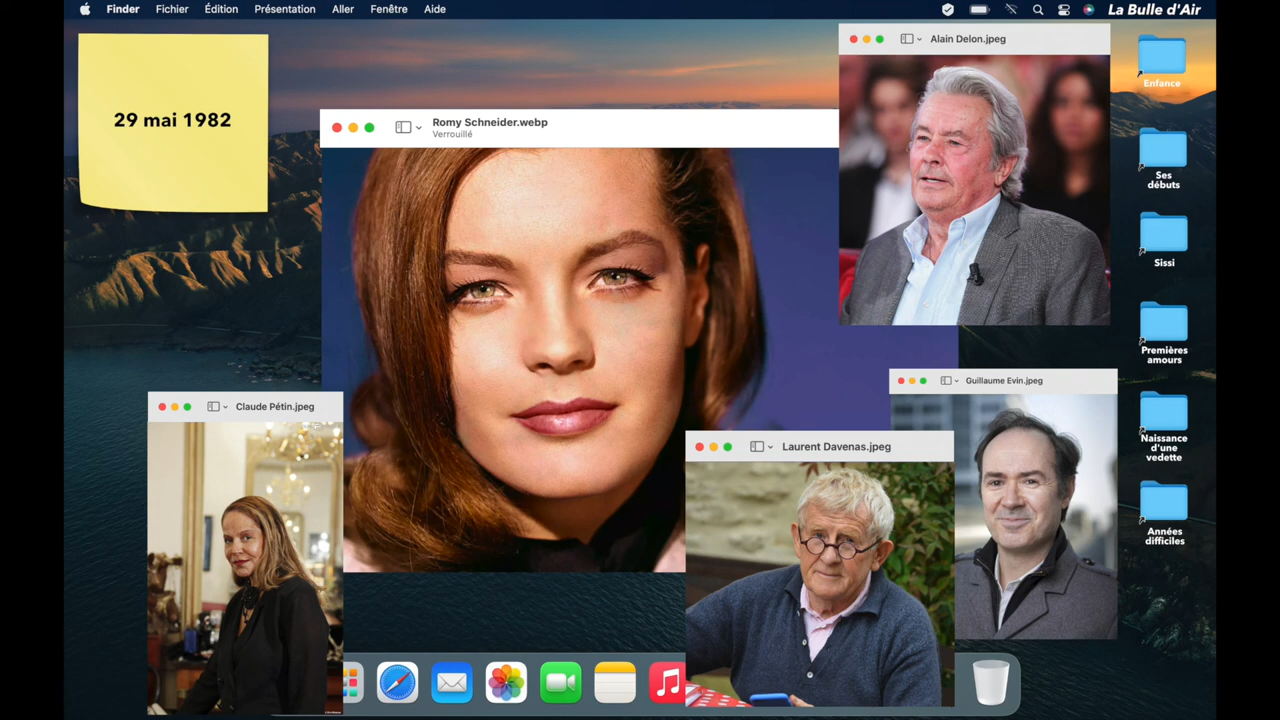 Finder Fichier Édition Présentation Aller Fenêtre Aide
La Bulle d'Air
29 mai 1982
Romy Schneider.webp
Verrouillé
Alain Delon.jpeg
Claude Pétin.jpeg
Laurent Davenas.jpeg
Guillaume Evin.jpeg
Enfance
Ses
débuts
Sissi
Premières
amours
Naissance
d'une
vedette
Années
difficiles